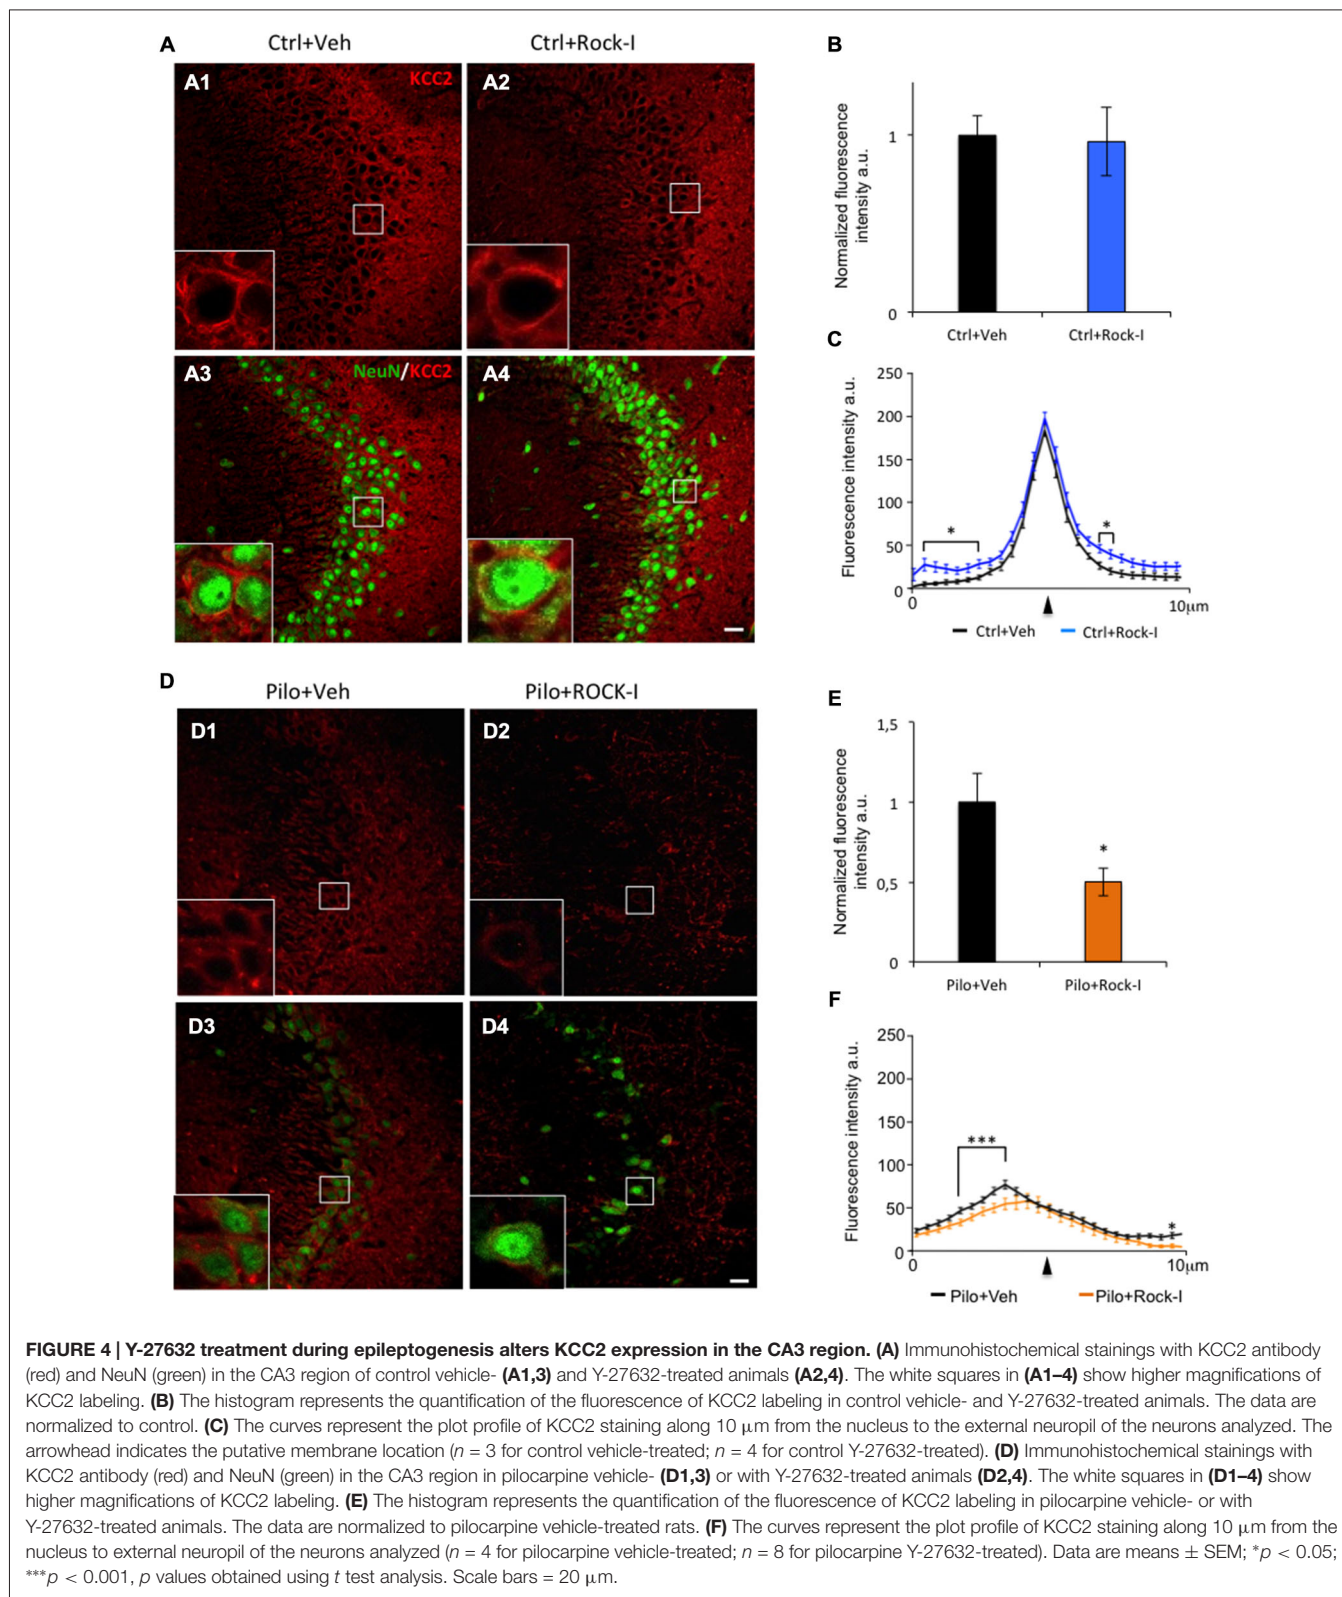 A
Ctrl+Veh
Ctrl+Rock-I
A1
KCC2
A2
A3
NeuN/KCC2
A4
B
Normalized fluorescence
intensity a.u.
1
0
Ctrl+Veh
Ctrl+Rock-I
C
Fluorescence intensity a.u.
250
200
150
100
50
0
*
*
0
10µm
Ctrl+Veh
Ctrl+Rock-I
D
Pilo+Veh
Pilo+ROCK-I
D1
D2
D3
D4
E
Normalized fluorescence
intensity a.u.
1,5
1
0,5
0
*
Pilo+Veh
Pilo+Rock-I
F
Fluorescence intensity a.u.
250
200
150
100
50
0
***
*
0
10µm
Pilo+Veh
Pilo+Rock-I
FIGURE 4 | Y-27632 treatment during epileptogenesis alters KCC2 expression in the CA3 region. (A) Immunohistochemical stainings with KCC2 antibody
(red) and NeuN (green) in the CA3 region of control vehicle- (A1,3) and Y-27632-treated animals (A2,4). The white squares in (A1–4) show higher magnifications of
KCC2 labeling. (B) The histogram represents the quantification of the fluorescence of KCC2 labeling in control vehicle- and Y-27632-treated animals. The data are
normalized to control. (C) The curves represent the plot profile of KCC2 staining along 10 µm from the nucleus to the external neuropil of the neurons analyzed. The
arrowhead indicates the putative membrane location (n = 3 for control vehicle-treated; n = 4 for control Y-27632-treated). (D) Immunohistochemical stainings with
KCC2 antibody (red) and NeuN (green) in the CA3 region in pilocarpine vehicle- (D1,3) or with Y-27632-treated animals (D2,4). The white squares in (D1–4) show
higher magnifications of KCC2 labeling. (E) The histogram represents the quantification of the fluorescence of KCC2 labeling in pilocarpine vehicle- or with
Y-27632-treated animals. The data are normalized to pilocarpine vehicle-treated rats. (F) The curves represent the plot profile of KCC2 staining along 10 µm from the
nucleus to external neuropil of the neurons analyzed (n = 4 for pilocarpine vehicle-treated; n = 8 for pilocarpine Y-27632-treated). Data are means ± SEM; *p < 0.05;
***p < 0.001, p values obtained using t test analysis. Scale bars = 20 µm.